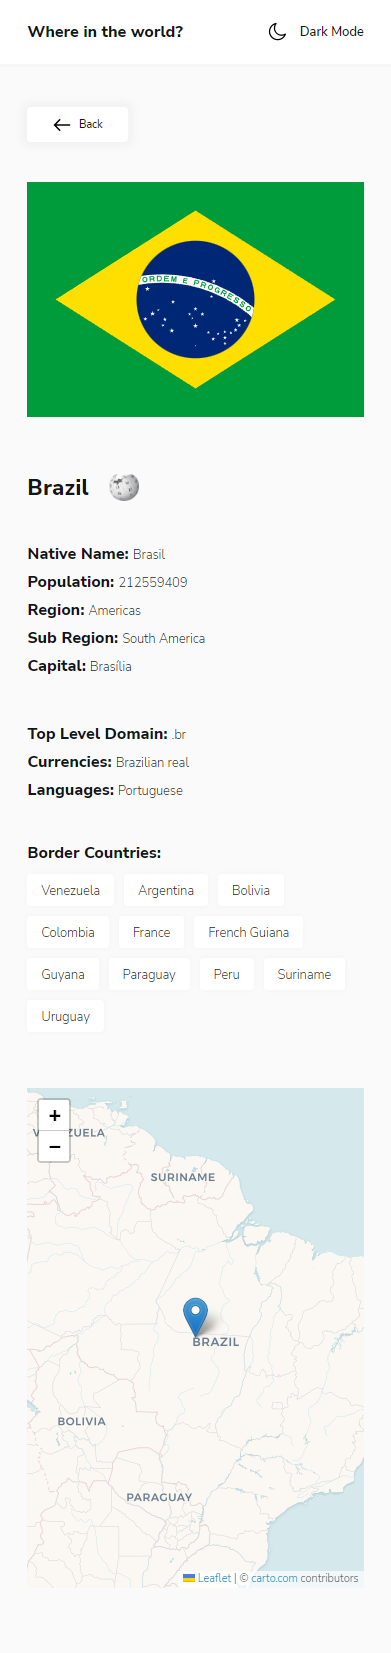 Where in the world?
Dark Mode
Back
ORDEM E PROGRESSO
Brazil
Native Name: Brasil
Population: 212559409
Region: Americas
Sub Region: South America
Capital: Brasília
Top Level Domain: .br
Currencies: Brazilian real
Languages: Portuguese
Border Countries:
Venezuela Argentina Bolivia
Colombia France French Guiana
Guyana Paraguay Peru Suriname
Uruguay
+
−
SURINAME
BRAZIL
BOLIVIA
PARAGUAY
Leaflet | © carto.com contributors